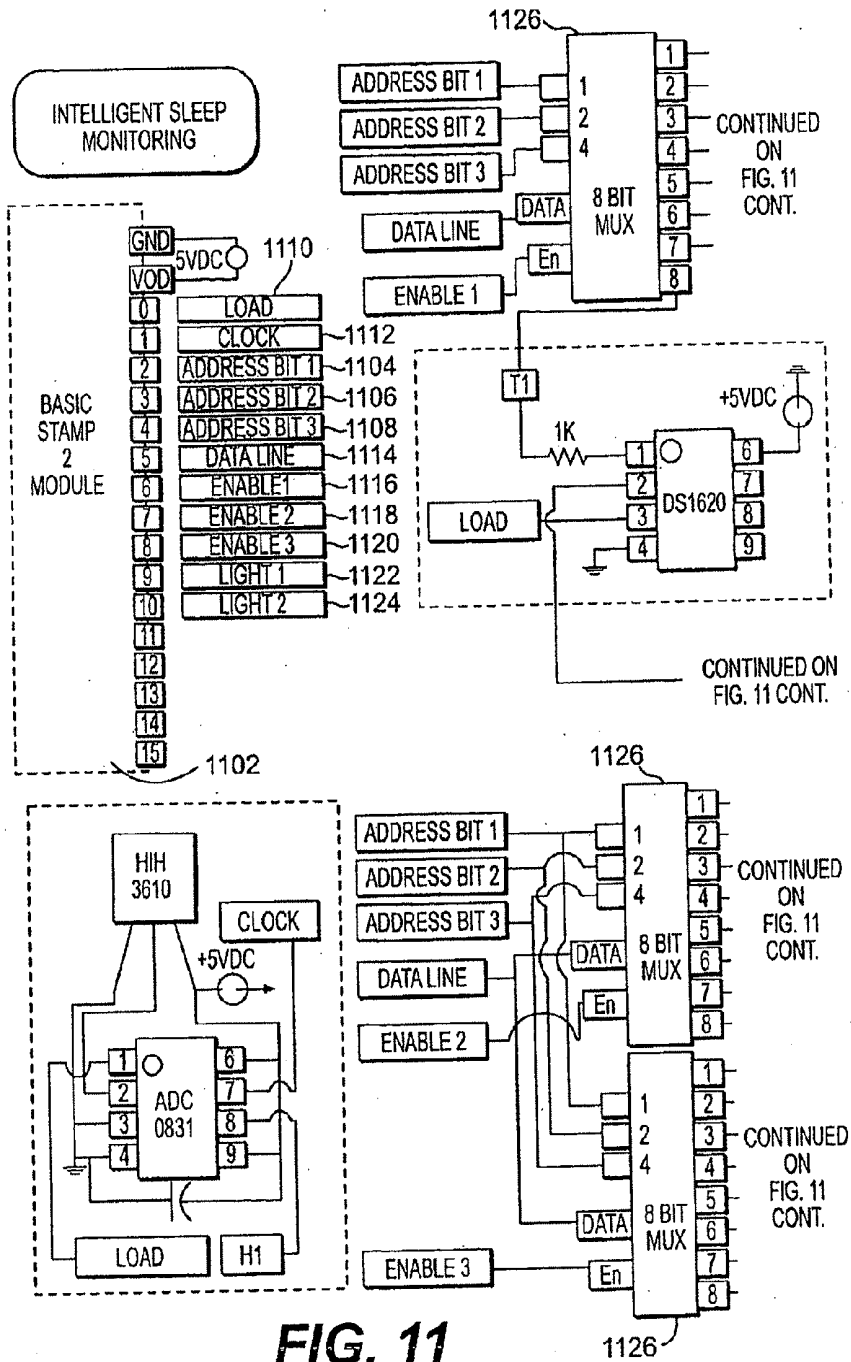 INTELLIGENT SLEEP
MONITORING
1126
ADDRESS BIT 1
ADDRESS BIT 2
ADDRESS BIT 3
DATA LINE
ENABLE 1
1
2
4
DATA
En
8 BIT
MUX
1
2
3
4
5
6
7
8
CONTINUED
ON
FIG. 11
CONT.
BASIC
STAMP
2
MODULE
GND
VOD
5VDC
1110
0
LOAD
1
CLOCK
1112
2
ADDRESS BIT 1
1104
3
ADDRESS BIT 2
1106
4
ADDRESS BIT 3
1108
5
DATA LINE
1114
6
ENABLE1
1116
7
ENABLE 2
1118
8
ENABLE 3
1120
9
LIGHT 1
1122
10
LIGHT 2
1124
11
12
13
14
15
1102
T1
1K
+5VDC
LOAD
1
2
3
4
DS1620
6
7
8
9
CONTINUED ON
FIG. 11 CONT.
HIH
3610
CLOCK
+5VDC
1
2
3
4
ADC
0831
6
7
8
9
LOAD
H1
1126
ADDRESS BIT 1
ADDRESS BIT 2
ADDRESS BIT 3
DATA LINE
ENABLE 2
1
2
4
DATA
En
8 BIT
MUX
1
2
3
4
5
6
7
8
CONTINUED
ON
FIG. 11
CONT.
ENABLE 3
1
2
4
DATA
En
8 BIT
MUX
1
2
3
4
5
6
7
8
CONTINUED
ON
FIG. 11
CONT.
1126
FIG. 11